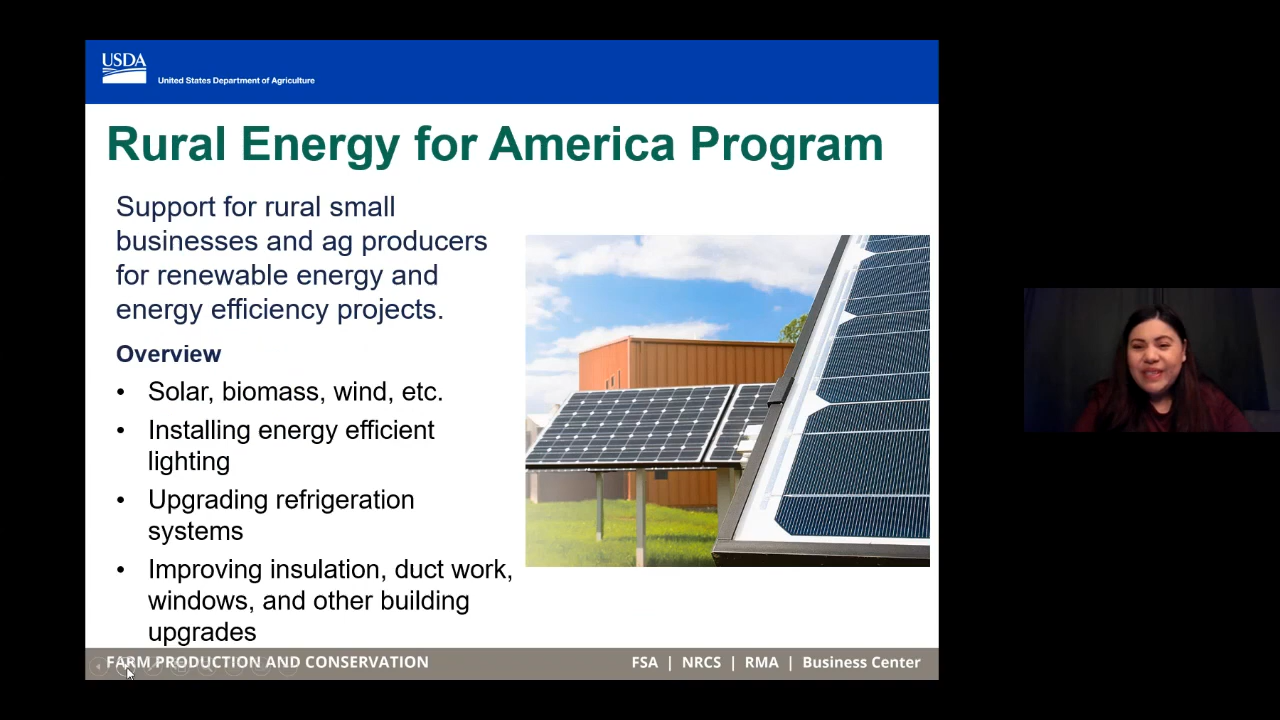 USDA
United States Department of Agriculture
Rural Energy for America Program
Support for rural small
businesses and ag producers
for renewable energy and
energy efficiency projects.
Overview
• Solar, biomass, wind, etc.
• Installing energy efficient
lighting
• Upgrading refrigeration
systems
• Improving insulation, duct work,
windows, and other building
upgrades
FARM PRODUCTION AND CONSERVATION
FSA | NRCS | RMA | Business Center